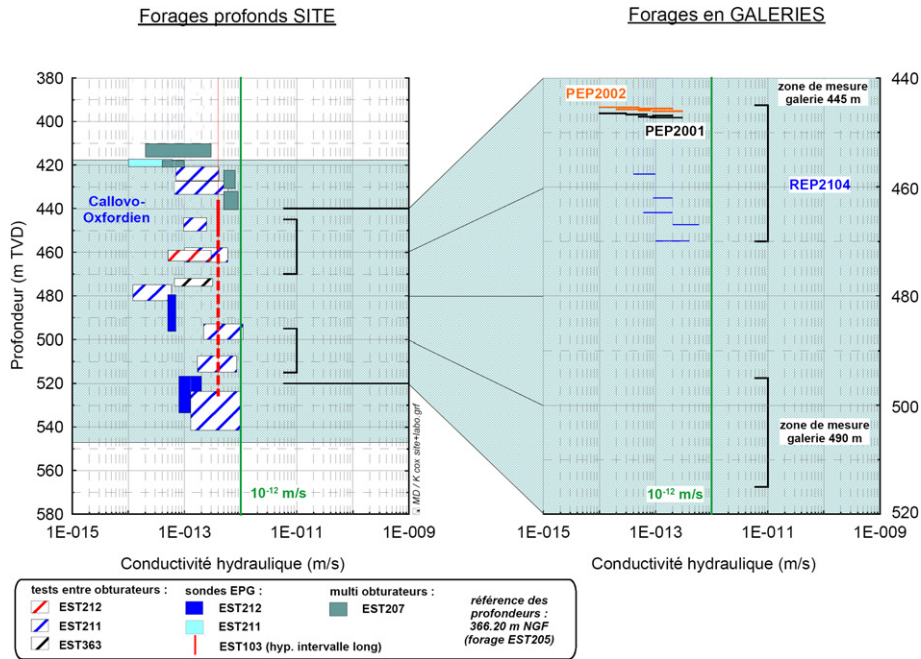 Forages profonds SITE
Forages en GALERIES
380
400
420
440
460
480
500
520
540
560
580
Profondeur (m TVD)
Callovo-
Oxfordien
10⁻¹² m/s
MD / K cox site+labo.grf
1E-015
1E-013
1E-011
1E-009
Conductivité hydraulique (m/s)
PEP2002
PEP2001
REP2104
zone de mesure
galerie 445 m
zone de mesure
galerie 490 m
10⁻¹² m/s
440
460
480
500
520
1E-015
1E-013
1E-011
1E-009
Conductivité hydraulique (m/s)
tests entre obturateurs :
EST212
EST211
EST363
sondes EPG :
EST212
EST211
EST103 (hyp. intervalle long)
multi obturateurs :
EST207
référence des
profondeurs :
366.20 m NGF
(forage EST205)